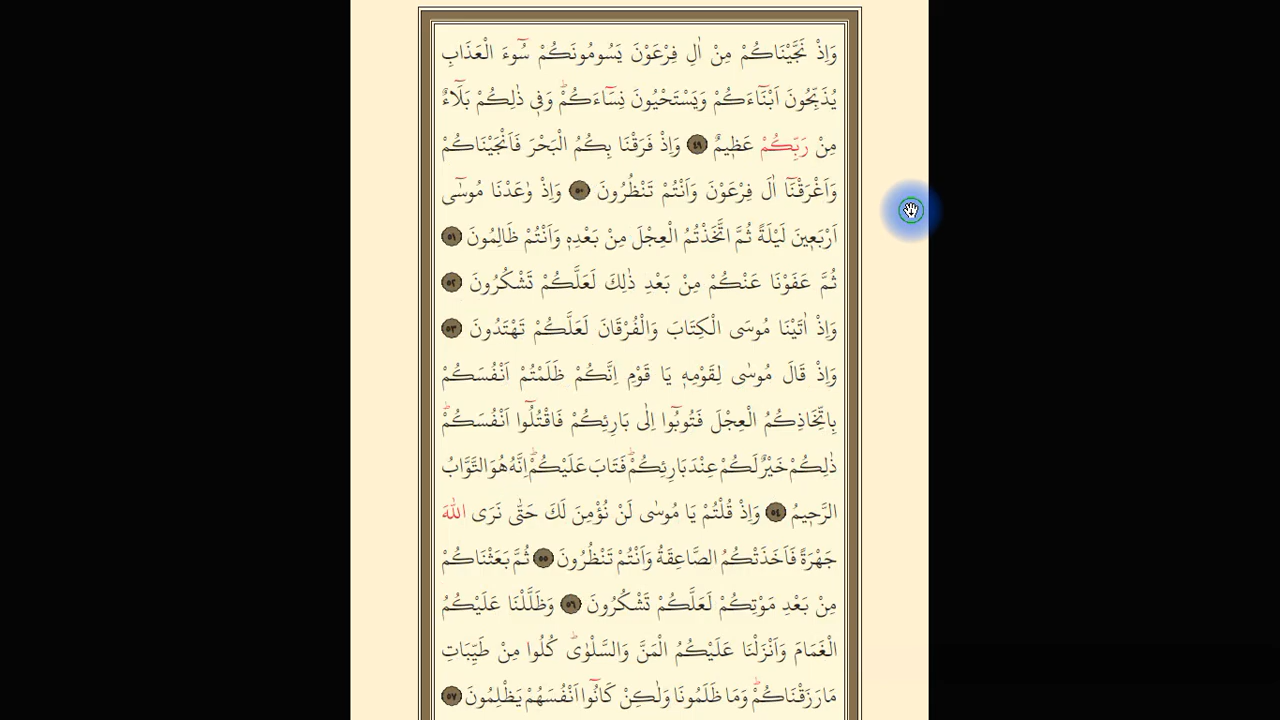 وَاِذْ نَجَّيْنَاكُمْ مِنْ اٰلِ فِرْعَوْنَ يَسُومُونَكُمْ سُٓوءَ الْعَذَابِ
يُذَبِّحُونَ اَبْنَٓاءَكُمْ وَيَسْتَحْيُونَ نِسَٓاءَكُمْۜ وَفٖي ذٰلِكُمْ بَلَٓاءٌ
مِنْ رَبِّكُمْ عَظٖيمٌ ٤٩ وَاِذْ فَرَقْنَا بِكُمُ الْبَحْرَ فَاَنْجَيْنَاكُمْ
وَاَغْرَقْنَٓا اٰلَ فِرْعَوْنَ وَاَنْتُمْ تَنْظُرُونَ ٥٠ وَاِذْ وٰعَدْنَا مُوسٰٓى
اَرْبَعٖينَ لَيْلَةً ثُمَّ اتَّخَذْتُمُ الْعِجْلَ مِنْ بَعْدِهٖ وَاَنْتُمْ ظَالِمُونَ ٥١
ثُمَّ عَفَوْنَا عَنْكُمْ مِنْ بَعْدِ ذٰلِكَ لَعَلَّكُمْ تَشْكُرُونَ ٥٢
وَاِذْ اٰتَيْنَا مُوسَى الْكِتَابَ وَالْفُرْقَانَ لَعَلَّكُمْ تَهْتَدُونَ ٥٣
وَاِذْ قَالَ مُوسٰى لِقَوْمِهٖ يَا قَوْمِ اِنَّكُمْ ظَلَمْتُمْ اَنْفُسَكُمْ
بِاتِّخَاذِكُمُ الْعِجْلَ فَتُوبُٓوا اِلٰى بَارِئِكُمْ فَاقْتُلُٓوا اَنْفُسَكُمْۜ
ذٰلِكُمْ خَيْرٌ لَكُمْ عِنْدَ بَارِئِكُمْۜ فَتَابَ عَلَيْكُمْۜ اِنَّهُ هُوَ التَّوَّابُ
الرَّحٖيمُ ٥٤ وَاِذْ قُلْتُمْ يَا مُوسٰى لَنْ نُؤْمِنَ لَكَ حَتّٰى نَرَى اللّٰهَ
جَهْرَةً فَاَخَذَتْكُمُ الصَّاعِقَةُ وَاَنْتُمْ تَنْظُرُونَ ٥٥ ثُمَّ بَعَثْنَاكُمْ
مِنْ بَعْدِ مَوْتِكُمْ لَعَلَّكُمْ تَشْكُرُونَ ٥٦ وَظَلَّلْنَا عَلَيْكُمُ
الْغَمَامَ وَاَنْزَلْنَا عَلَيْكُمُ الْمَنَّ وَالسَّلْوٰىۜ كُلُوا مِنْ طَيِّبَاتِ
مَا رَزَقْنَاكُمْۜ وَمَا ظَلَمُونَا وَلٰكِنْ كَانُٓوا اَنْفُسَهُمْ يَظْلِمُونَ ٥٧